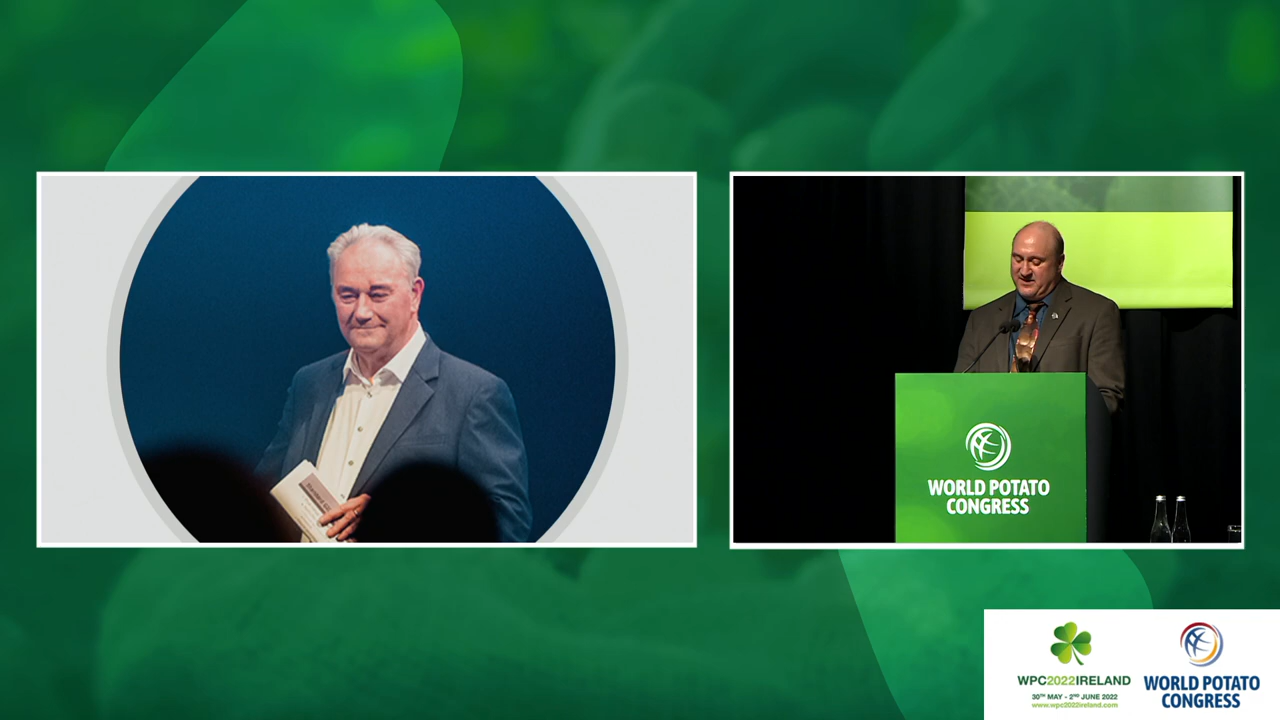 WORLD POTATO
CONGRESS
WPC2022IRELAND
30TH MAY - 2ND JUNE 2022
www.wpc2022ireland.com
WORLD POTATO
CONGRESS